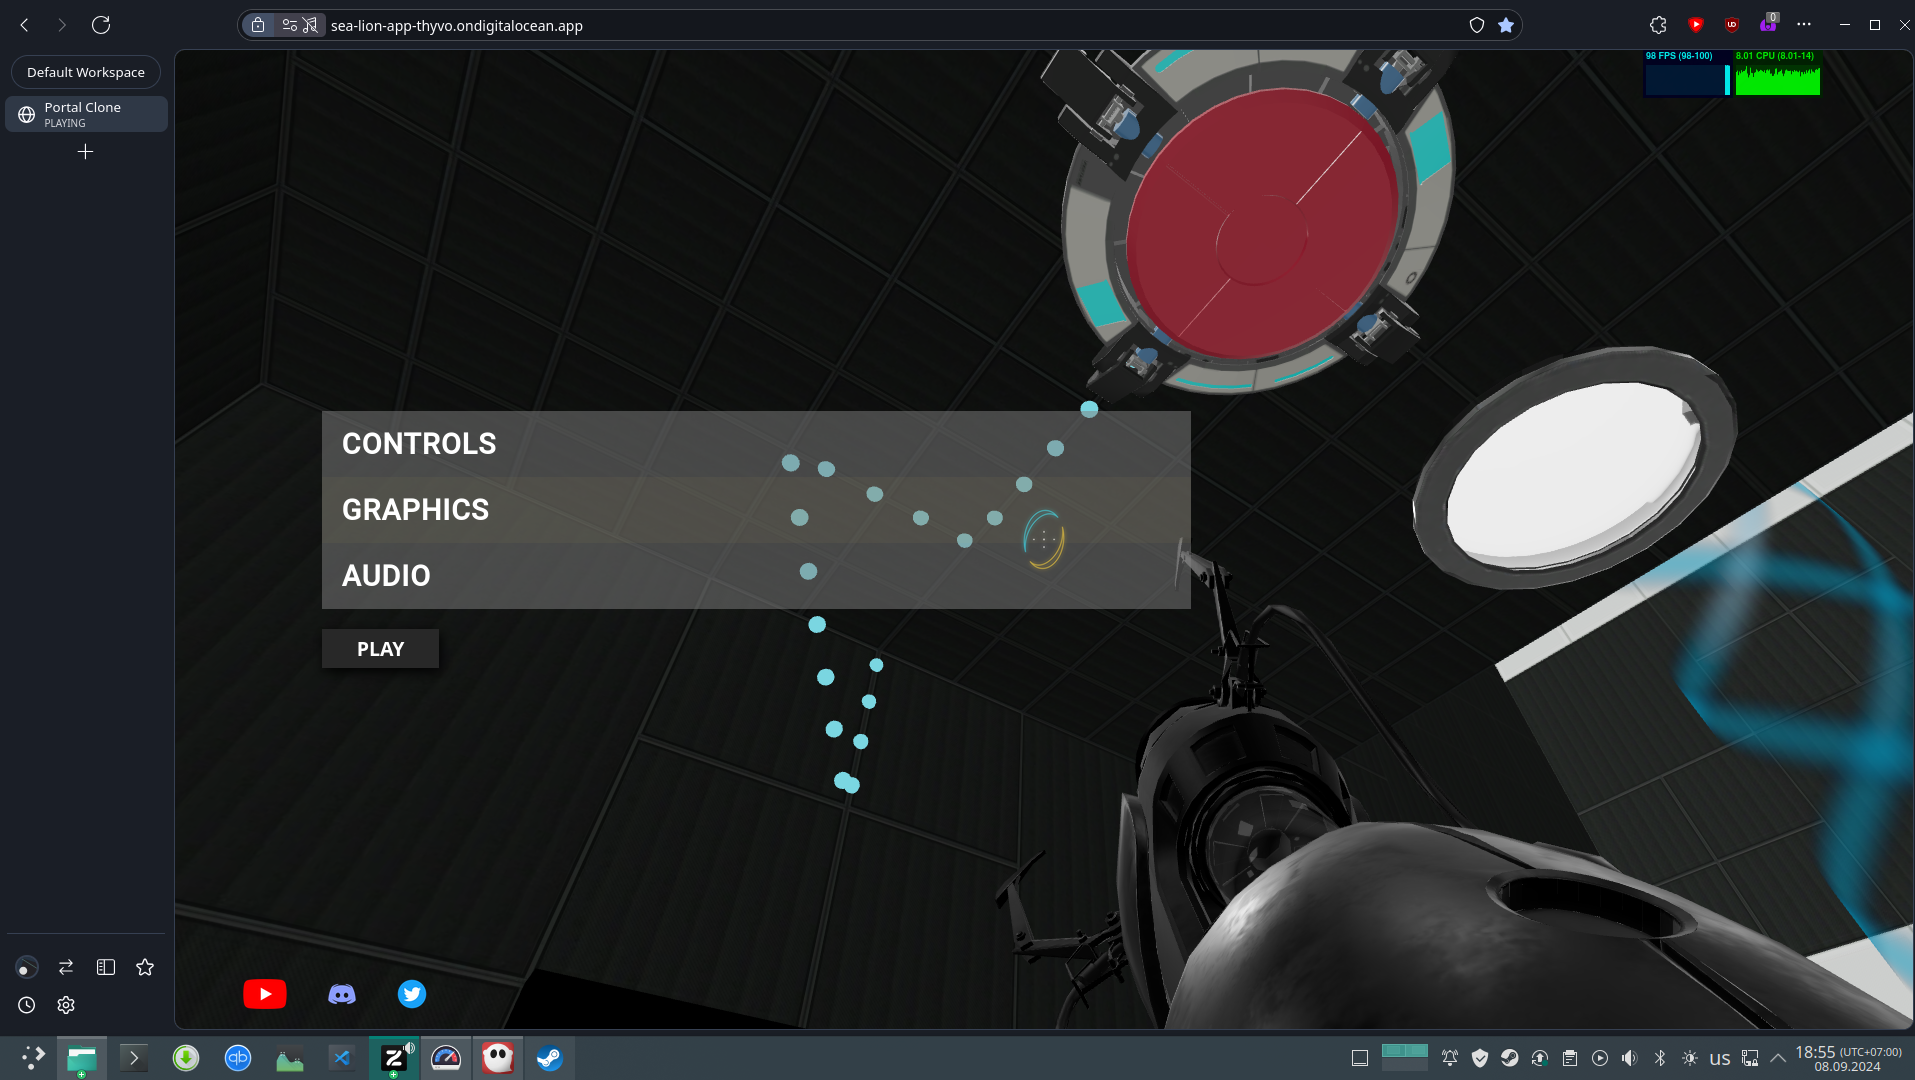 sea-lion-app-thyvo.ondigitalocean.app
0
Default Workspace
Portal Clone
PLAYING
98 FPS (98-100)
8.01 CPU (8.01-14)
CONTROLS
GRAPHICS
AUDIO
PLAY
us
18:55 (UTC+07:00)
08.09.2024